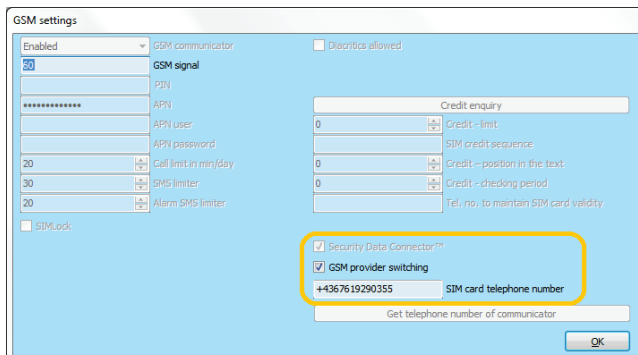 GSM settings
Enabled GSM communicator
60 GSM signal
PIN
•••••••••••••• APN
APN user
APN password
20 Call limit in min/day
30 SMS limiter
20 Alarm SMS limiter
SIMLock
Diacritics allowed
Credit enquiry
0 Credit - limit
SIM credit sequence
0 Credit – position in the text
0 Credit - checking period
Tel. no. to maintain SIM card validity
Security Data Connector™
GSM provider switching
+4367619290355 SIM card telephone number
Get telephone number of communicator
OK